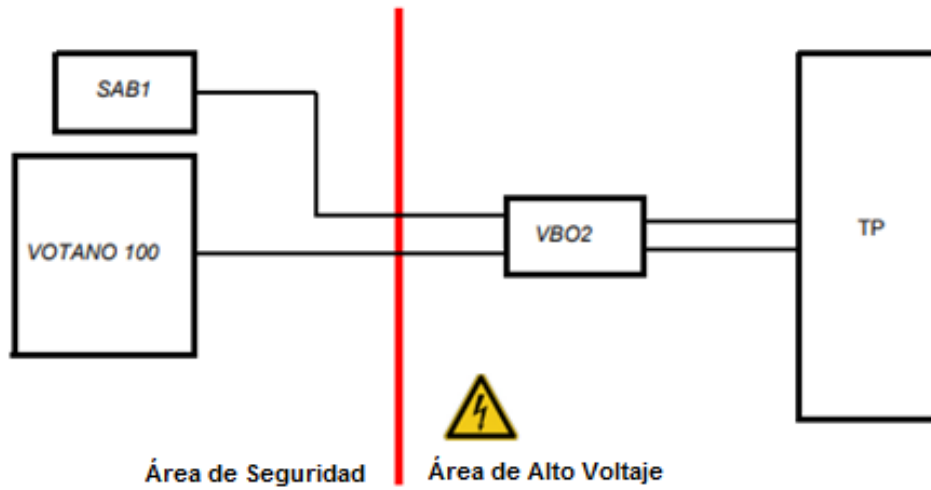 SAB1
VOTANO 100
VBO2
TP
Área de Seguridad
Área de Alto Voltaje